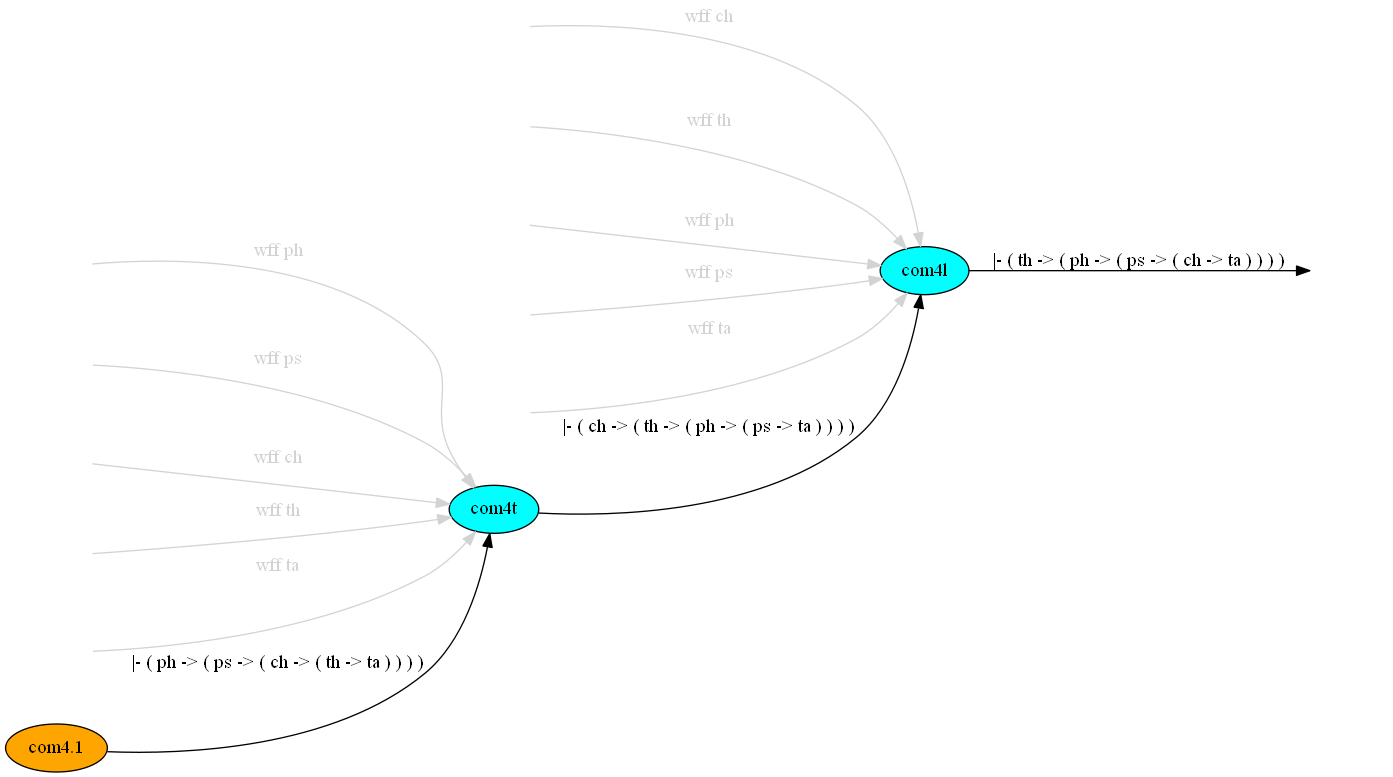 wff ch
wff th
wff ph
wff ps
wff ta
com4l
|- ( th -> ( ph -> ( ps -> ( ch -> ta ) ) ) )
|- ( ch -> ( th -> ( ph -> ( ps -> ta ) ) ) )
wff ph
wff ps
wff ch
wff th
wff ta
com4t
|- ( ph -> ( ps -> ( ch -> ( th -> ta ) ) ) )
com4.1